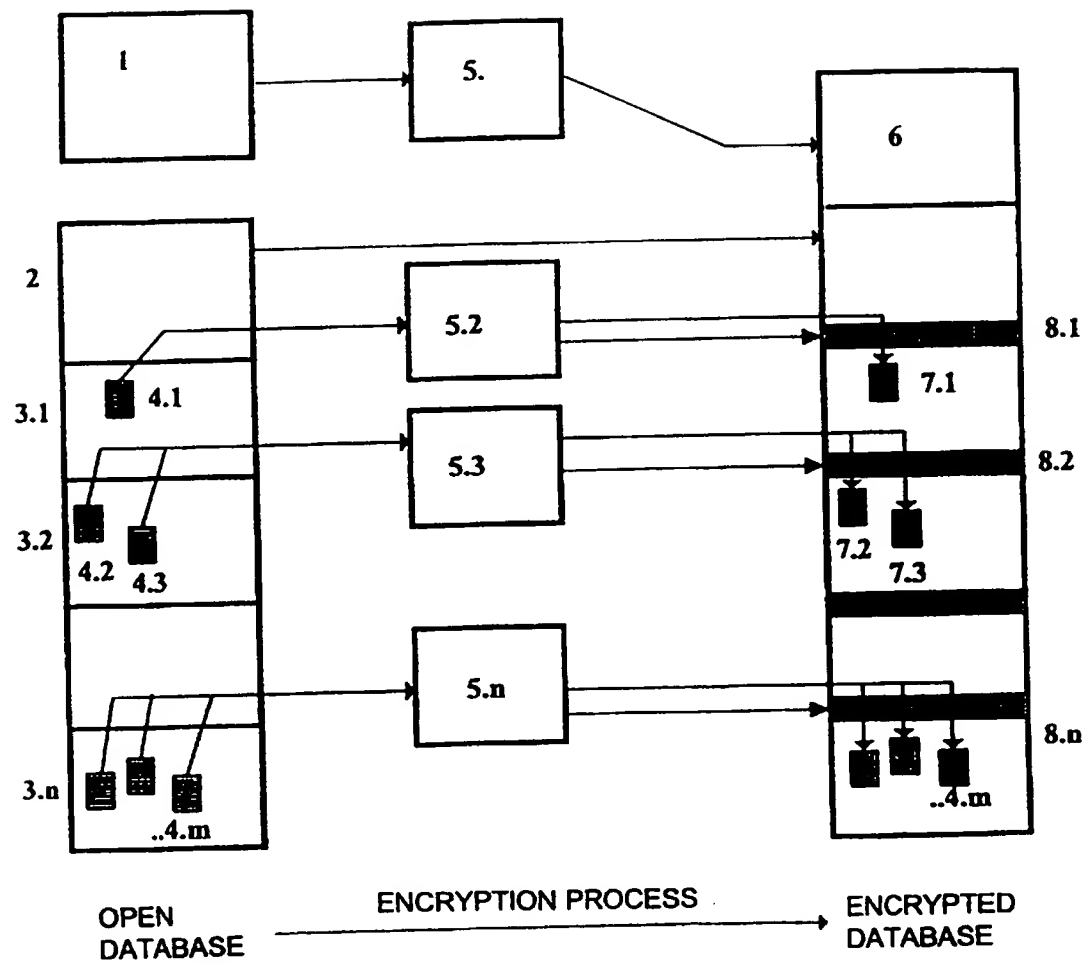 1
5.
6
2
5.2
8.1
4.1
7.1
3.1
5.3
8.2
3.2
4.2
4.3
7.2
7.3
5.n
8.n
3.n
..4.m
..4.m
OPEN
DATABASE
ENCRYPTION PROCESS
ENCRYPTED
DATABASE